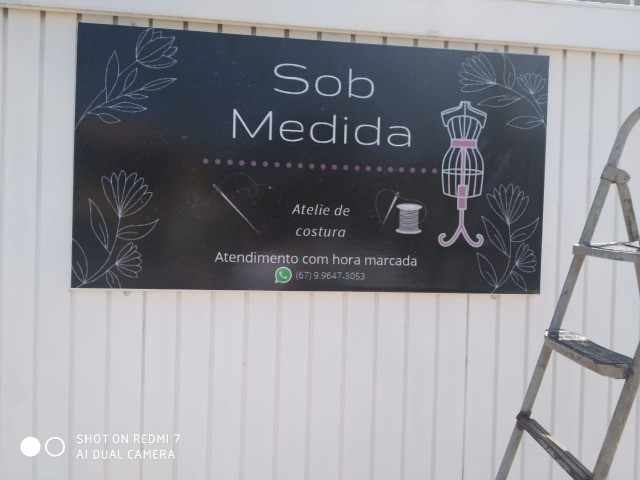 Sob
Medida
Atelie de
costura
Atendimento com hora marcada
(67) 9.9647-3053
SHOT ON REDMI 7
AI DUAL CAMERA